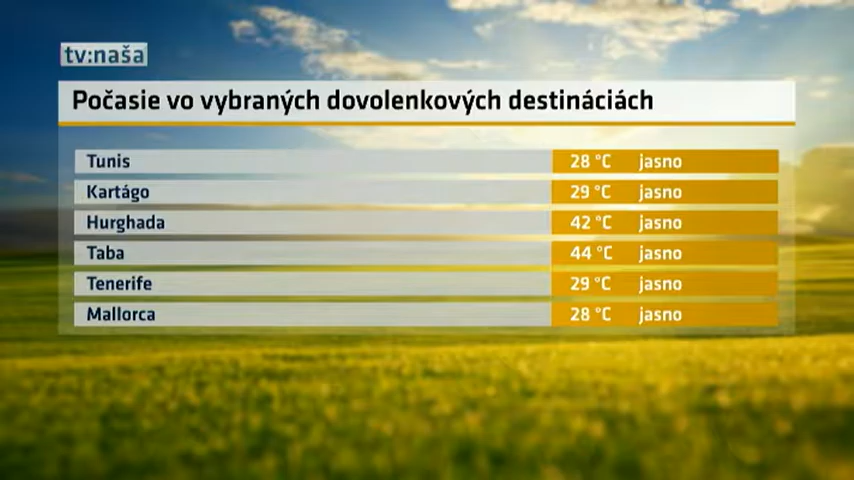 tv:naša
Počasie vo vybraných dovolenkových destináciách
Tunis 28 °C jasno
Kartágo 29 °C jasno
Hurghada 42 °C jasno
Taba 44 °C jasno
Tenerife 29 °C jasno
Mallorca 28 °C jasno